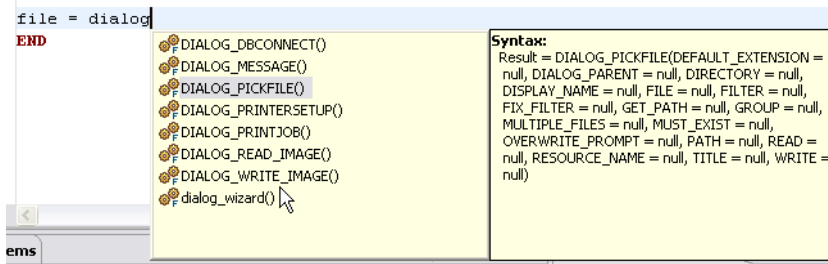 file = dialog
END
DIALOG_DBCONNECT()
DIALOG_MESSAGE()
DIALOG_PICKFILE()
DIALOG_PRINTERSETUP()
DIALOG_PRINTJOB()
DIALOG_READ_IMAGE()
DIALOG_WRITE_IMAGE()
dialog_wizard()
Syntax:
Result = DIALOG_PICKFILE(DEFAULT_EXTENSION =
null, DIALOG_PARENT = null, DIRECTORY = null,
DISPLAY_NAME = null, FILE = null, FILTER = null,
FIX_FILTER = null, GET_PATH = null, GROUP = null,
MULTIPLE_FILES = null, MUST_EXIST = null,
OVERWRITE_PROMPT = null, PATH = null, READ =
null, RESOURCE_NAME = null, TITLE = null, WRITE =
null)
ems